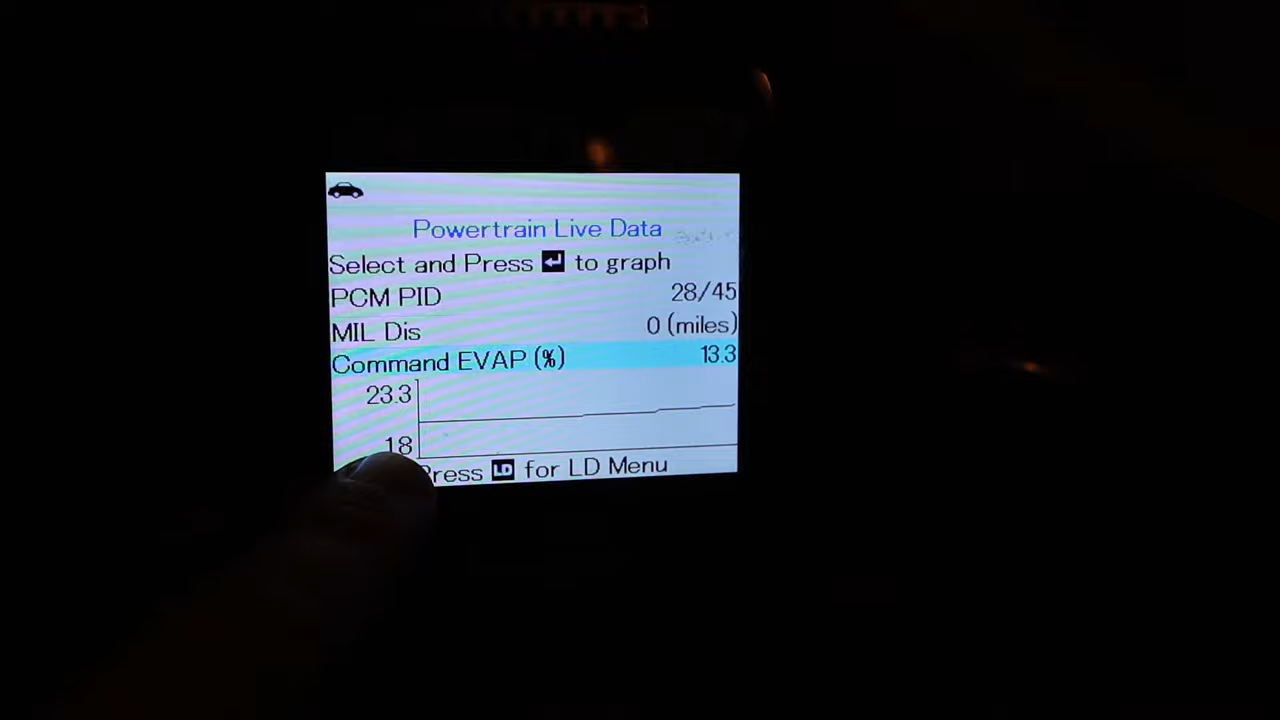 Powertrain Live Data
Select and Press to graph
PCM PID 28/45
MIL Dis 0 (miles)
Command EVAP (%) 13.3
23.3
18
Press LD for LD Menu